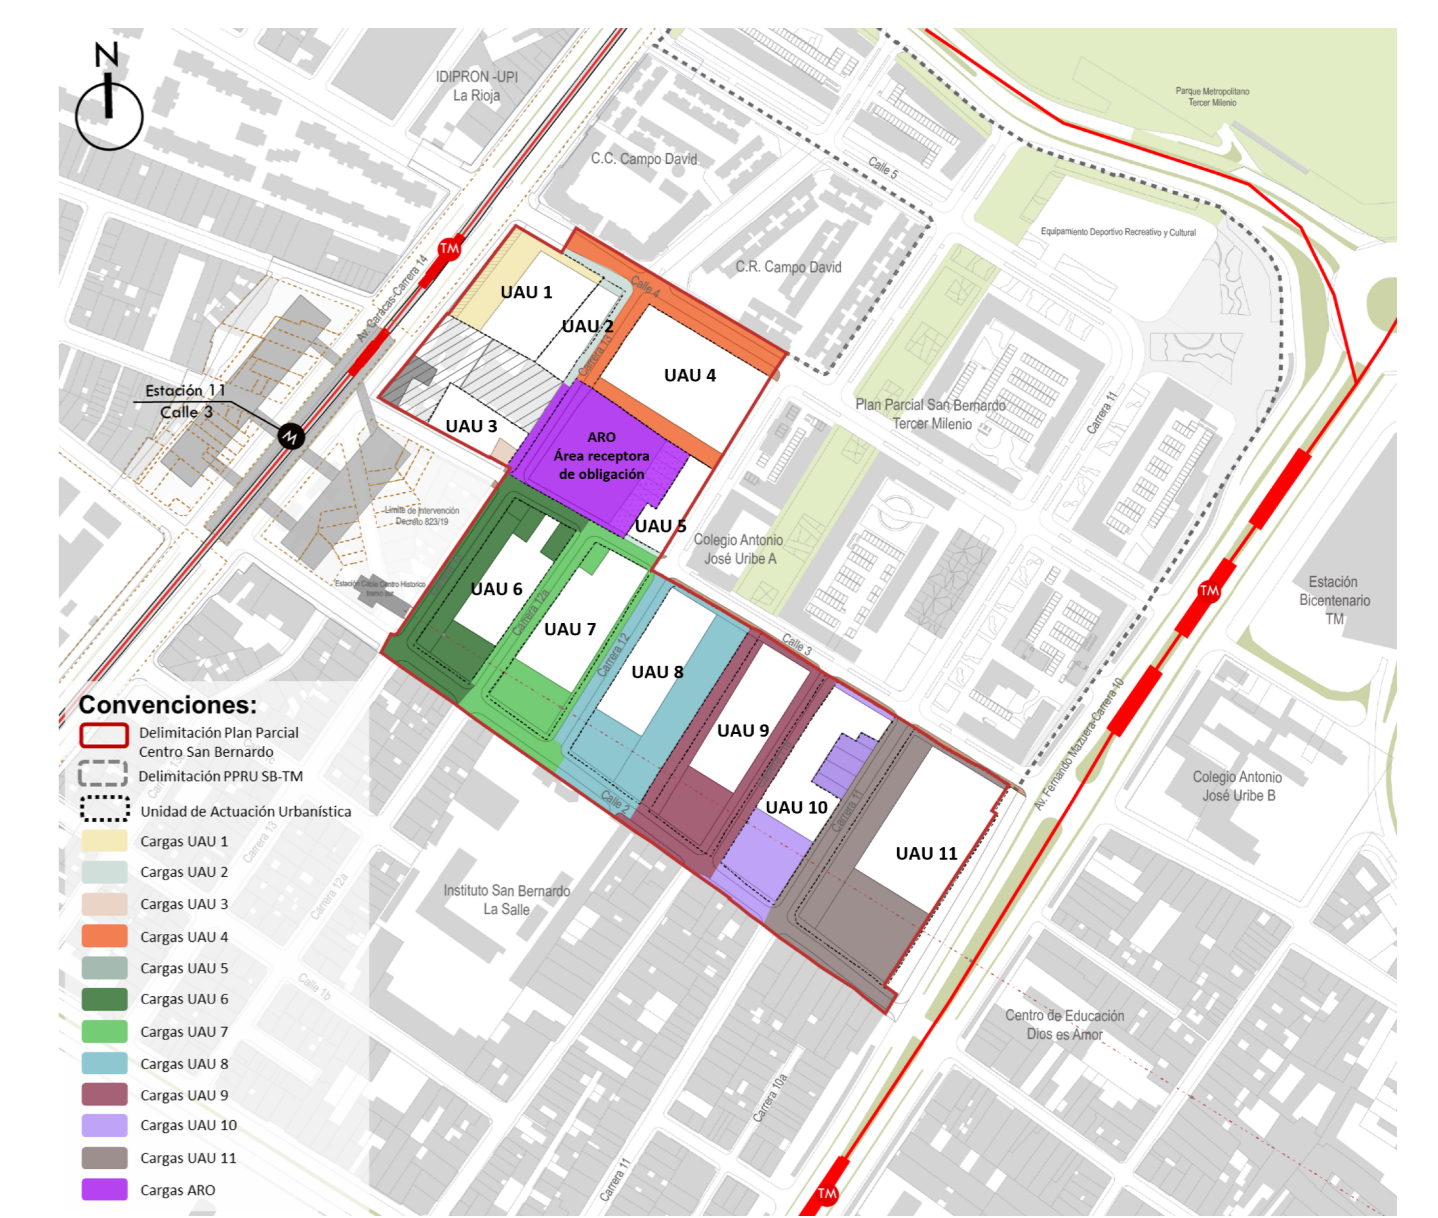 N
IDIPRON -UPI
La Rioja
Parque Metropolitano
Tercer Milenio
C.C. Campo David
Calle 5
Equipamiento Deportivo Recreativo y Cultural
TM
C.R. Campo David
Av. Caracas-Carrera 14
Calle 4
UAU 1
UAU 2
Carrera 13
UAU 4
Estación 11
Calle 3
M
Plan Parcial San Bernardo
Tercer Milenio
Carrera 11
UAU 3
ARO
Área receptora
de obligación
Límite de Intervención
Decreto 823/19
UAU 5
Colegio Antonio
José Uribe A
UAU 6
Carrera 12a
UAU 7
Carrera 12
Calle 3
UAU 8
TM
Estación
Bicentenario
TM
UAU 9
UAU 10
Carrera 11
UAU 11
Calle 2
Av. Fernando Mazuera-Carrera 10
Colegio Antonio
José Uribe B
Instituto San Bernardo
La Salle
Centro de Educación
Dios es Amor
Carrera 10a
Carrera 11
TM
Convenciones:
Delimitación Plan Parcial
Centro San Bernardo
Delimitación PPRU SB-TM
Unidad de Actuación Urbanística
Cargas UAU 1
Cargas UAU 2
Cargas UAU 3
Cargas UAU 4
Cargas UAU 5
Cargas UAU 6
Cargas UAU 7
Cargas UAU 8
Cargas UAU 9
Cargas UAU 10
Cargas UAU 11
Cargas ARO
Carrera 13
Carrera 12a
Calle 1b